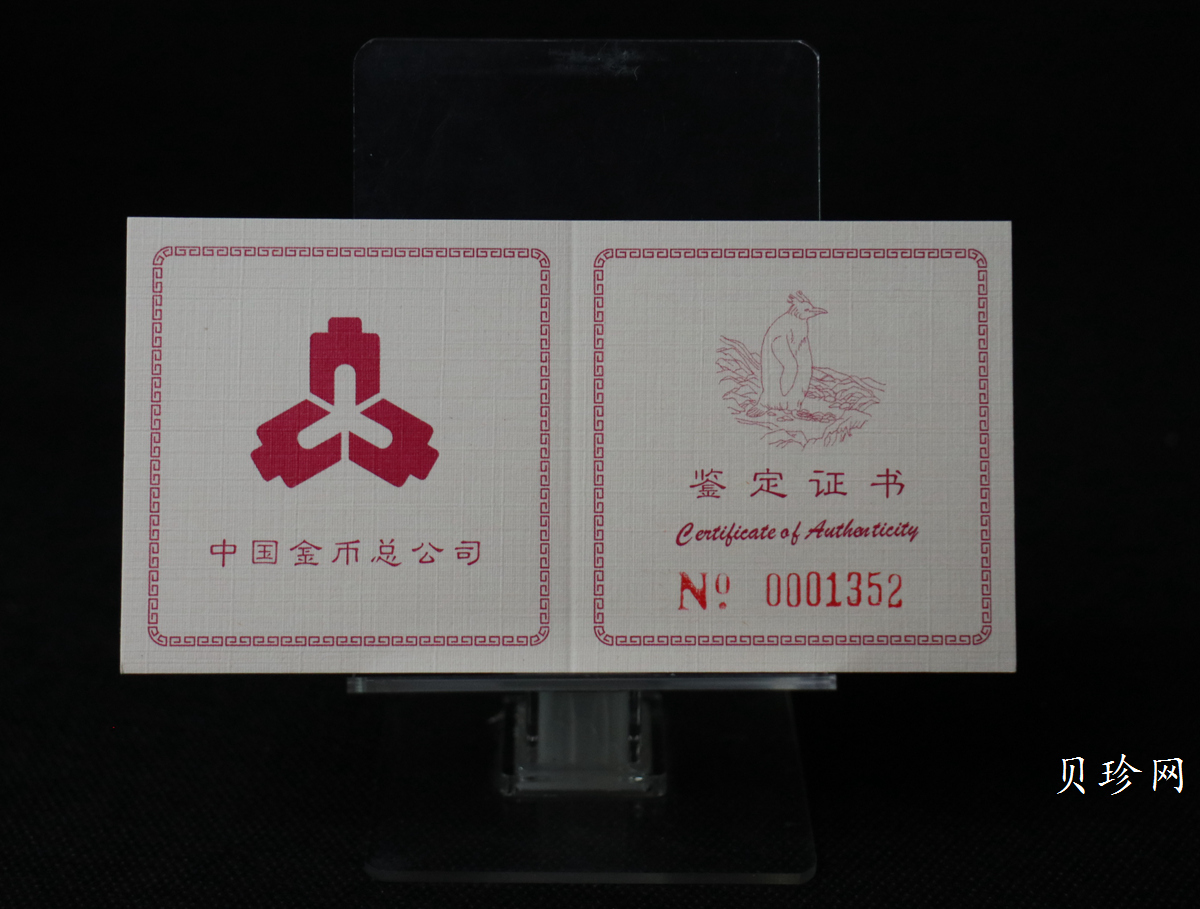 中国金币总公司
鉴定证书
Certificate of Authenticity
Nº 0001352
贝珍网